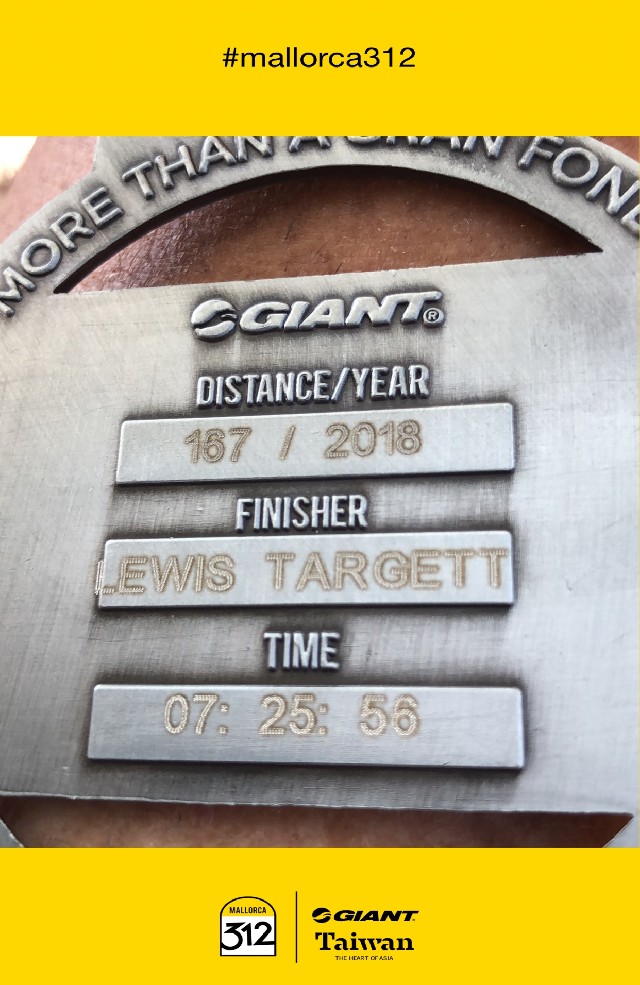 #mallorca312
MORE THAN A GRAN FOND
GIANT®
DISTANCE/YEAR
167 / 2018
FINISHER
LEWIS TARGETT
TIME
07: 25: 56
MALLORCA
312
GIANT
Taiwan
THE HEART OF ASIA